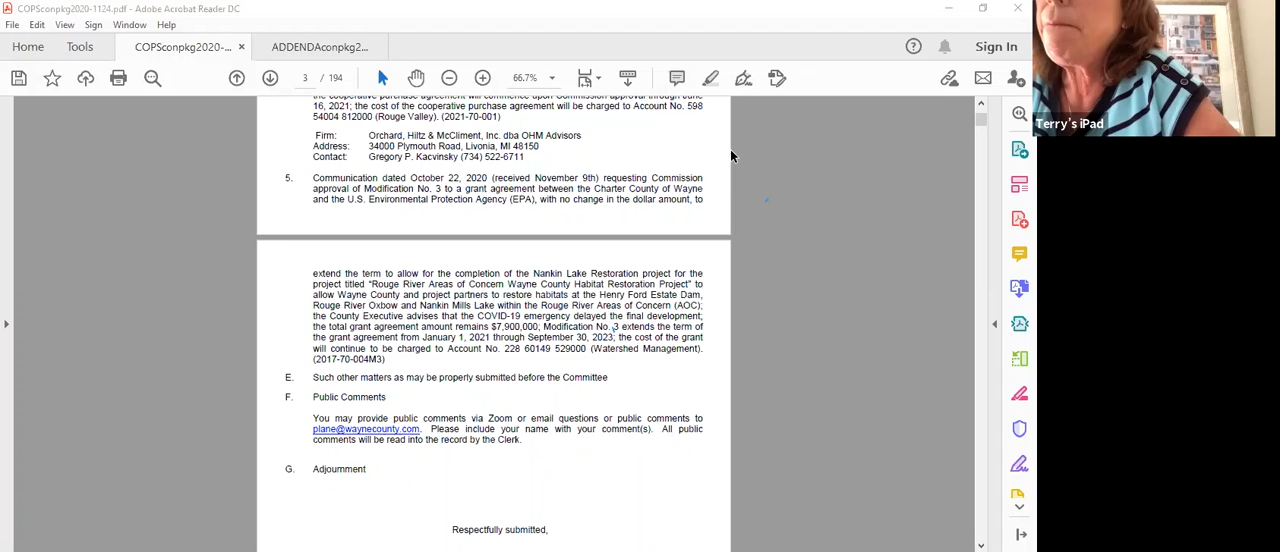 COPSconpkg2020-1124.pdf - Adobe Acrobat Reader DC
File Edit View Sign Window Help
Home Tools COPSconpkg2020-... × ADDENDAconpkg2... Sign In
3 / 194 66.7%
the cooperative purchase agreement will commence upon Commission approval through June
16, 2021; the cost of the cooperative purchase agreement will be charged to Account No. 598
54004 812000 (Rouge Valley). (2021-70-001)
Firm: Orchard, Hiltz & McCliment, Inc. dba OHM Advisors
Address: 34000 Plymouth Road, Livonia, MI 48150
Contact: Gregory P. Kacvinsky (734) 522-6711
5. Communication dated October 22, 2020 (received November 9th) requesting Commission
approval of Modification No. 3 to a grant agreement between the Charter County of Wayne
and the U.S. Environmental Protection Agency (EPA), with no change in the dollar amount, to
extend the term to allow for the completion of the Nankin Lake Restoration project for the
project titled "Rouge River Areas of Concern Wayne County Habitat Restoration Project" to
allow Wayne County and project partners to restore habitats at the Henry Ford Estate Dam,
Rouge River Oxbow and Nankin Mills Lake within the Rouge River Areas of Concern (AOC);
the County Executive advises that the COVID-19 emergency delayed the final development;
the total grant agreement amount remains $7,900,000; Modification No. 3 extends the term of
the grant agreement from January 1, 2021 through September 30, 2023; the cost of the grant
will continue to be charged to Account No. 228 60149 529000 (Watershed Management).
(2017-70-004M3)
E. Such other matters as may be properly submitted before the Committee
F. Public Comments
You may provide public comments via Zoom or email questions or public comments to
plane@waynecounty.com. Please include your name with your comment(s). All public
comments will be read into the record by the Clerk.
G. Adjournment
Respectfully submitted,
Terry's iPad